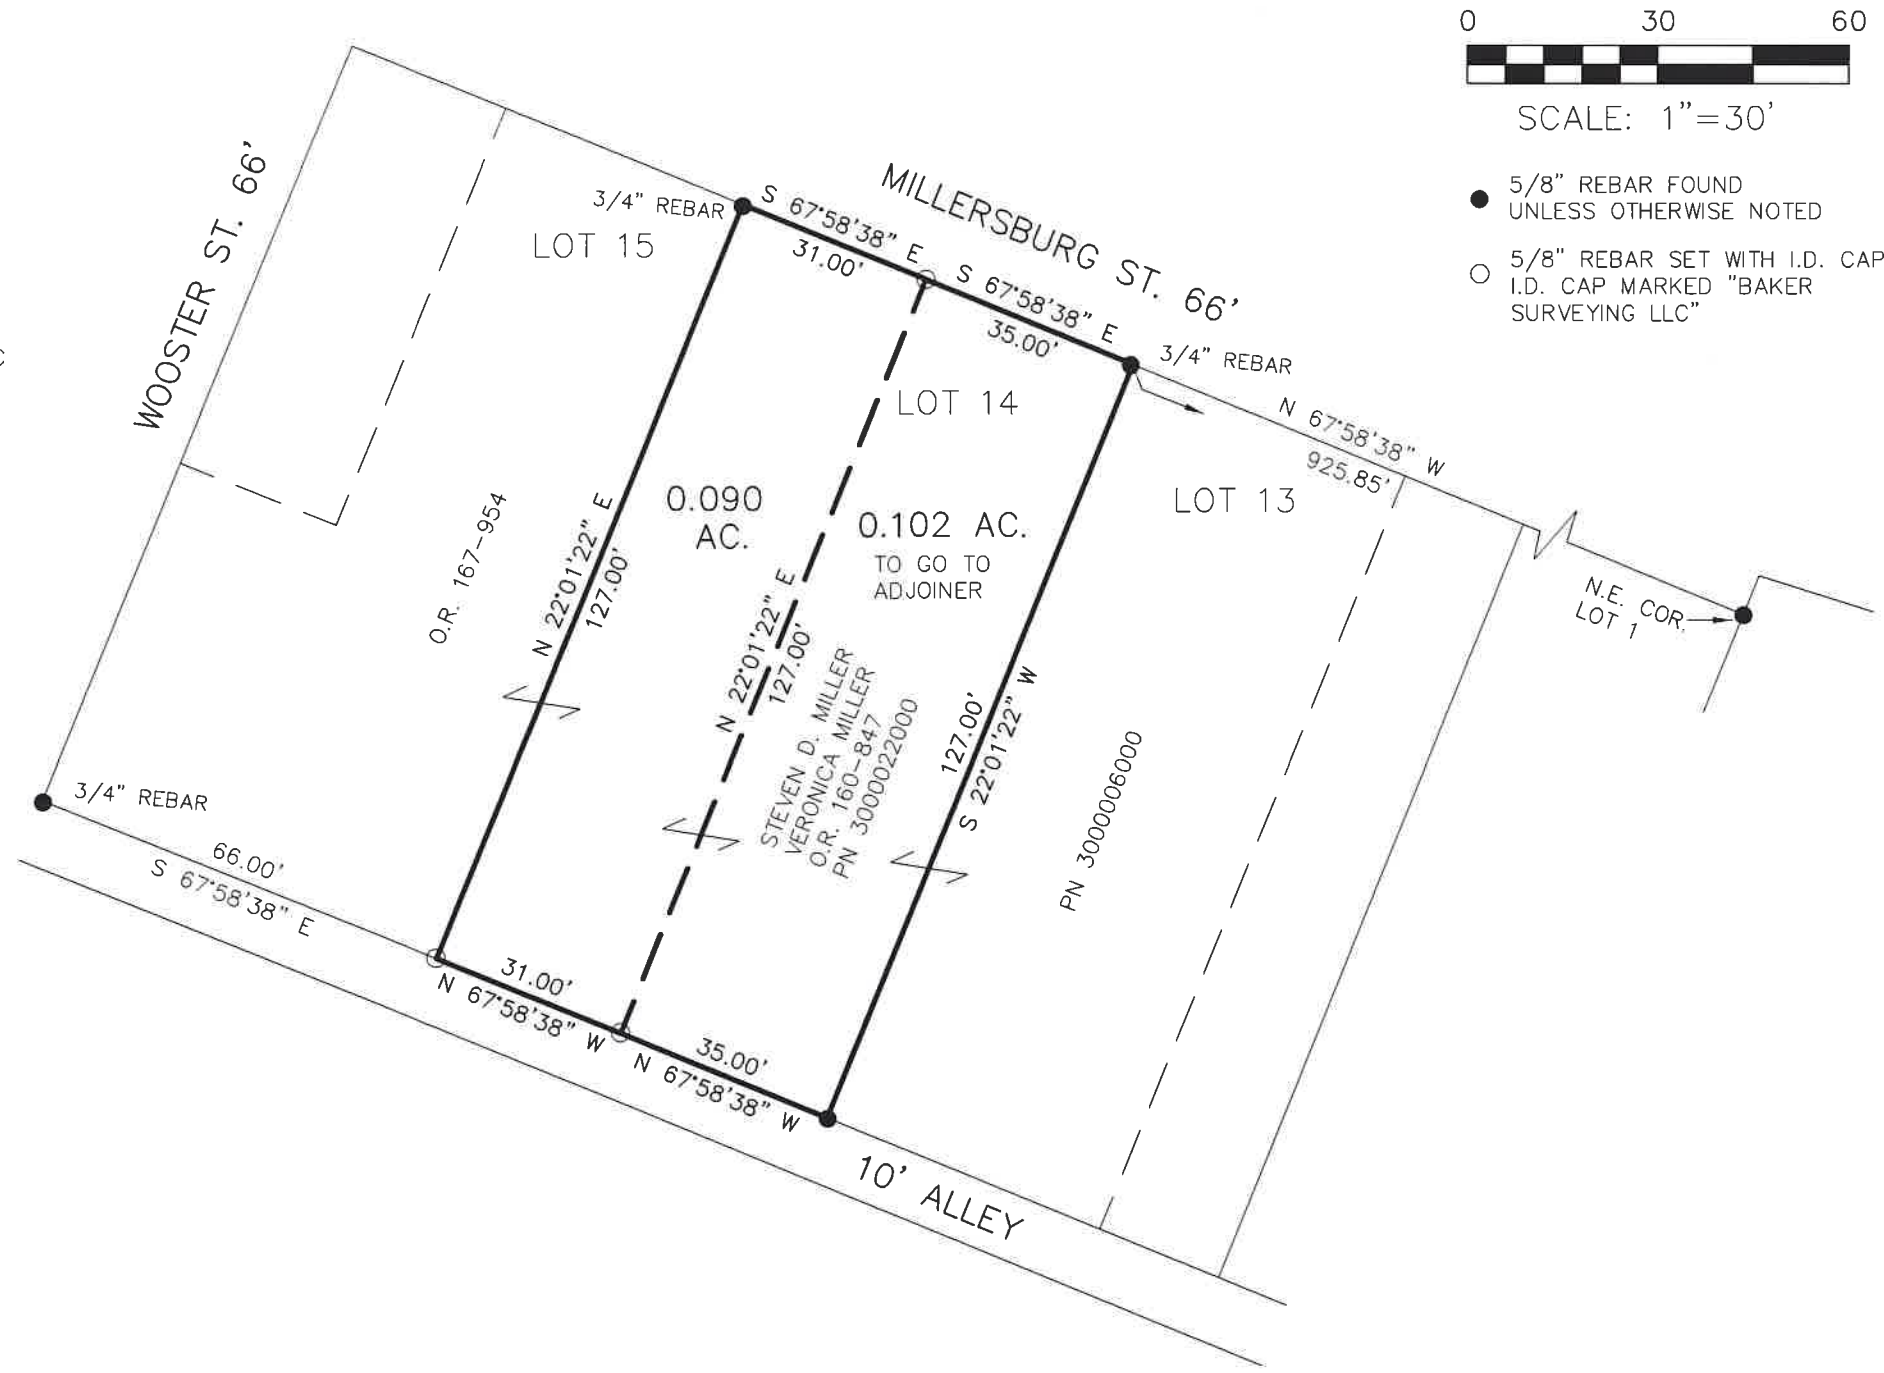 0 30 60
SCALE: 1"=30'
5/8" REBAR FOUND
UNLESS OTHERWISE NOTED
5/8" REBAR SET WITH I.D. CAP
I.D. CAP MARKED "BAKER
SURVEYING LLC"
WOOSTER ST. 66'
MILLERSBURG ST. 66'
3/4" REBAR
LOT 15
S 67°58'38" E
31.00'
S 67°58'38" E
35.00'
3/4" REBAR
LOT 14
N 67°58'38" W
925.85'
LOT 13
0.090
AC.
0.102 AC.
TO GO TO
ADJOINER
O.R. 167-954
N 22°01'22" E
127.00'
N 22°01'22" E
127.00'
STEVEN D. MILLER
VERONICA MILLER
O.R. 160-847
PN 3000022000
127.00'
S 22°01'22" W
PN 3000006000
N.E. COR.
LOT 1
3/4" REBAR
66.00'
S 67°58'38" E
31.00'
N 67°58'38" W
35.00'
N 67°58'38" W
10' ALLEY